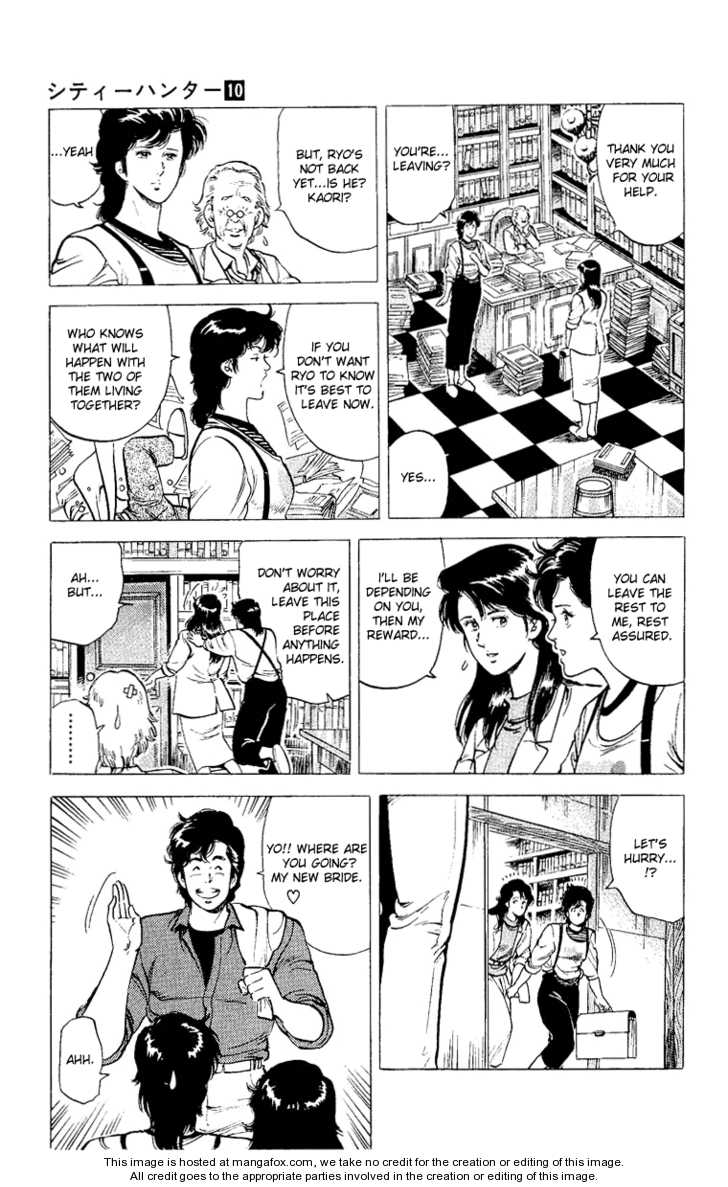 シティーハンター10
THANK YOU
VERY MUCH
FOR YOUR
HELP.
YOU'RE...
LEAVING?
YES...
BUT, RYO'S
NOT BACK
YET...IS HE?
KAORI?
...YEAH
IF YOU
DON'T WANT
RYO TO KNOW
IT'S BEST TO
LEAVE NOW.
WHO KNOWS
WHAT WILL
HAPPEN WITH
THE TWO OF
THEM LIVING
TOGETHER?
YOU CAN
LEAVE THE
REST TO
ME, REST
ASSURED.
I'LL BE
DEPENDING
ON YOU,
THEN MY
REWARD...
DON'T WORRY
ABOUT IT,
LEAVE THIS
PLACE
BEFORE
ANYTHING
HAPPENS.
AH...
BUT...
.........
LET'S
HURRY...
!?
YO!! WHERE ARE
YOU GOING?
MY NEW BRIDE.
♡
AHH.
This image is hosted at mangafox.com, we take no credit for the creation or editing of this image.
All credit goes to the appropriate parties involved in the creation or editing of this image.